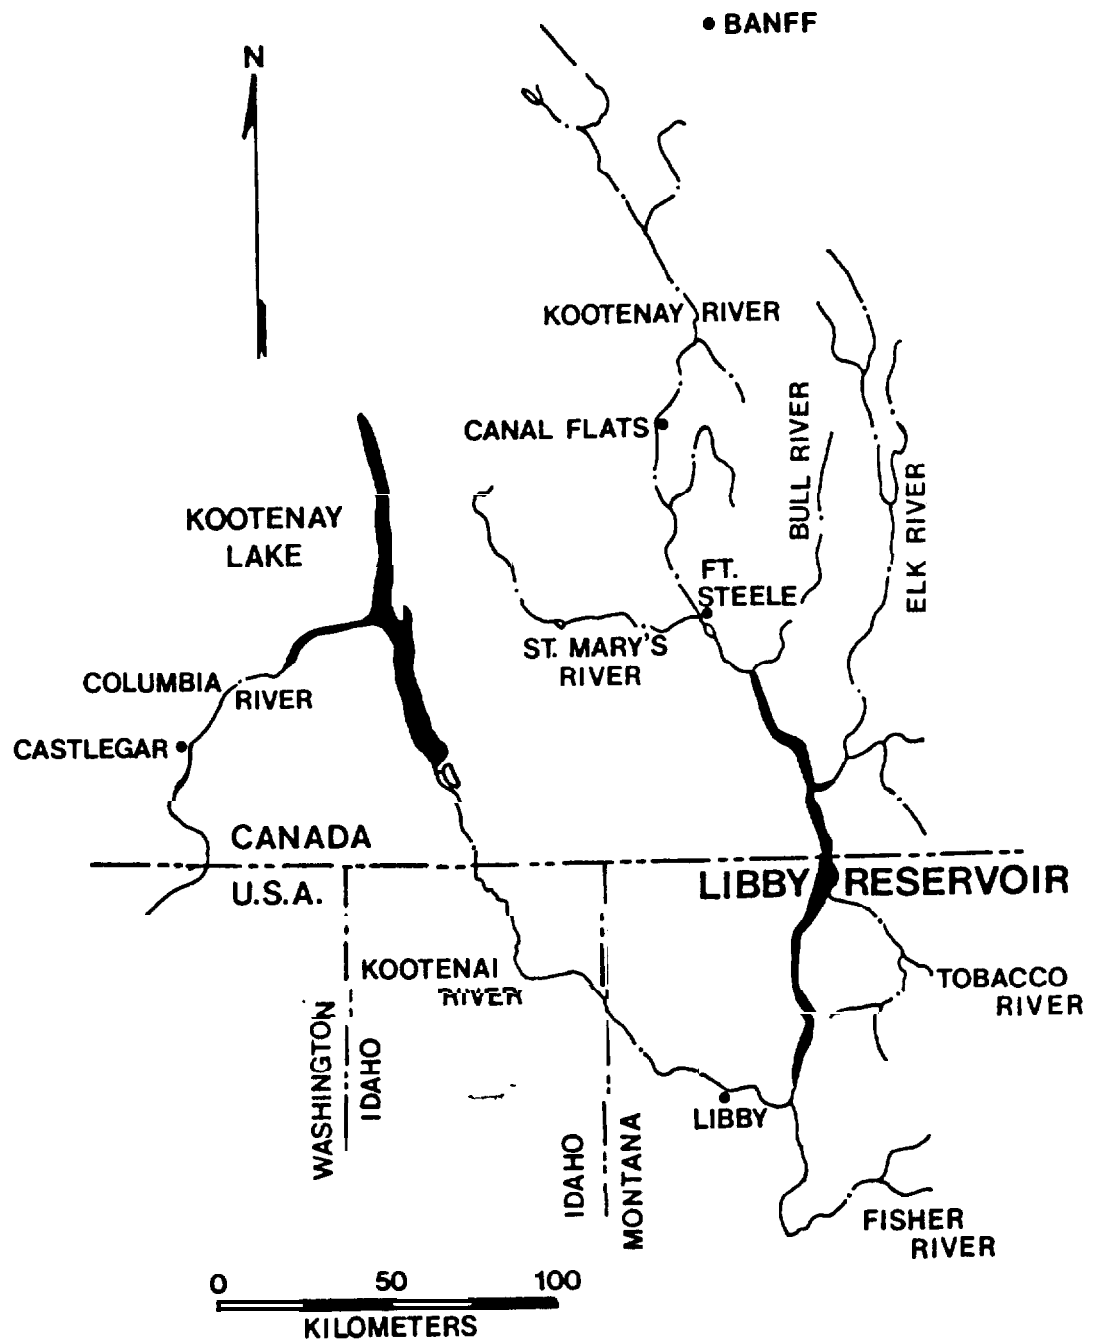 BANFF
N
KOOTENAY RIVER
CANAL FLATS
BULL RIVER
ELK RIVER
KOOTENAY
LAKE
FT.
STEELE
ST. MARY'S
RIVER
COLUMBIA
RIVER
CASTLEGAR
CANADA
U.S.A.
LIBBY RESERVOIR
KOOTENAI
RIVER
TOBACCO
RIVER
WASHINGTON
IDAHO
LIBBY
IDAHO
MONTANA
FISHER
RIVER
0 50 100
KILOMETERS